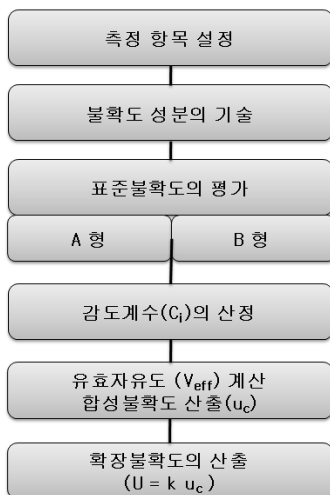 측정 항목 설정
불확도 성분의 기술
표준불확도의 평가
A 형
B 형
감도계수(Ci)의 산정
유효자유도 (Veff) 계산
합성불확도 산출(uc)
확장불확도의 산출
(U = k uc)